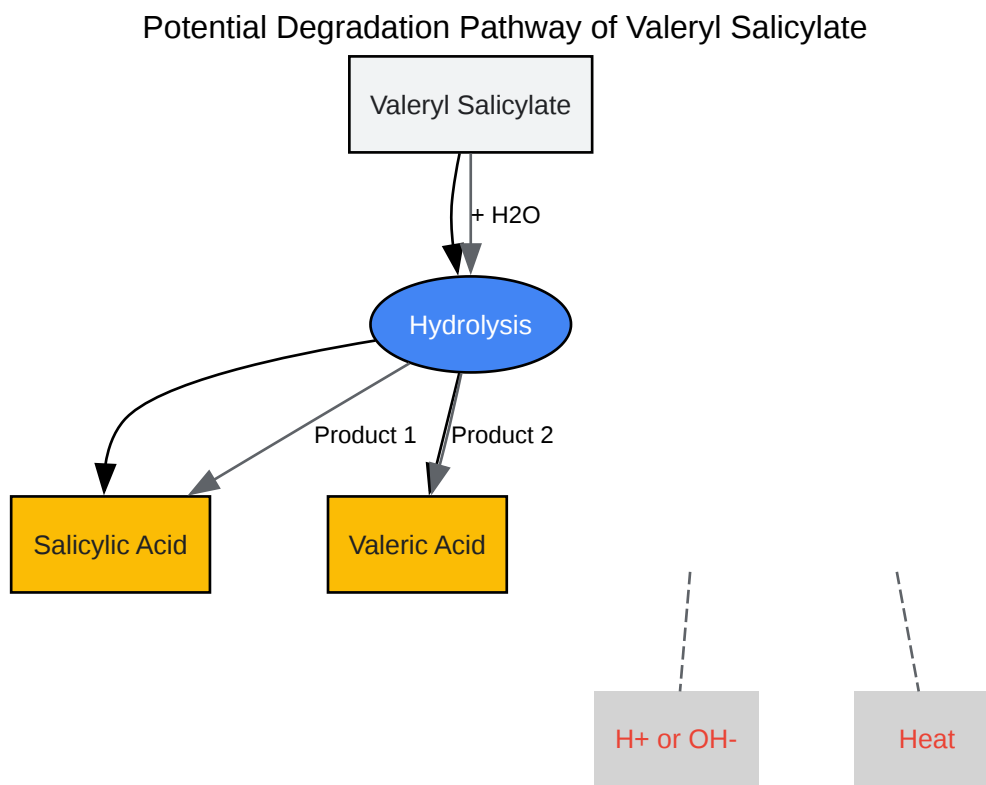 Potential Degradation Pathway of Valeryl Salicylate
Valeryl Salicylate
+ H2O
Hydrolysis
Product 1
Product 2
Salicylic Acid
Valeric Acid
H+ or OH-
Heat